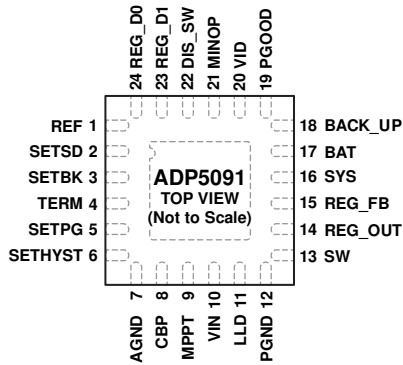 24 REG_D0
23 REG_D1
22 DIS_SW
21 MINOP
20 VID
19 PGOOD
REF 1
SETSD 2
SETBK 3
TERM 4
SETPG 5
SETHYST 6
ADP5091
TOP VIEW
(Not to Scale)
18 BACK_UP
17 BAT
16 SYS
15 REG_FB
14 REG_OUT
13 SW
AGND 7
CBP 8
MPPT 9
VIN 10
LLD 11
PGND 12